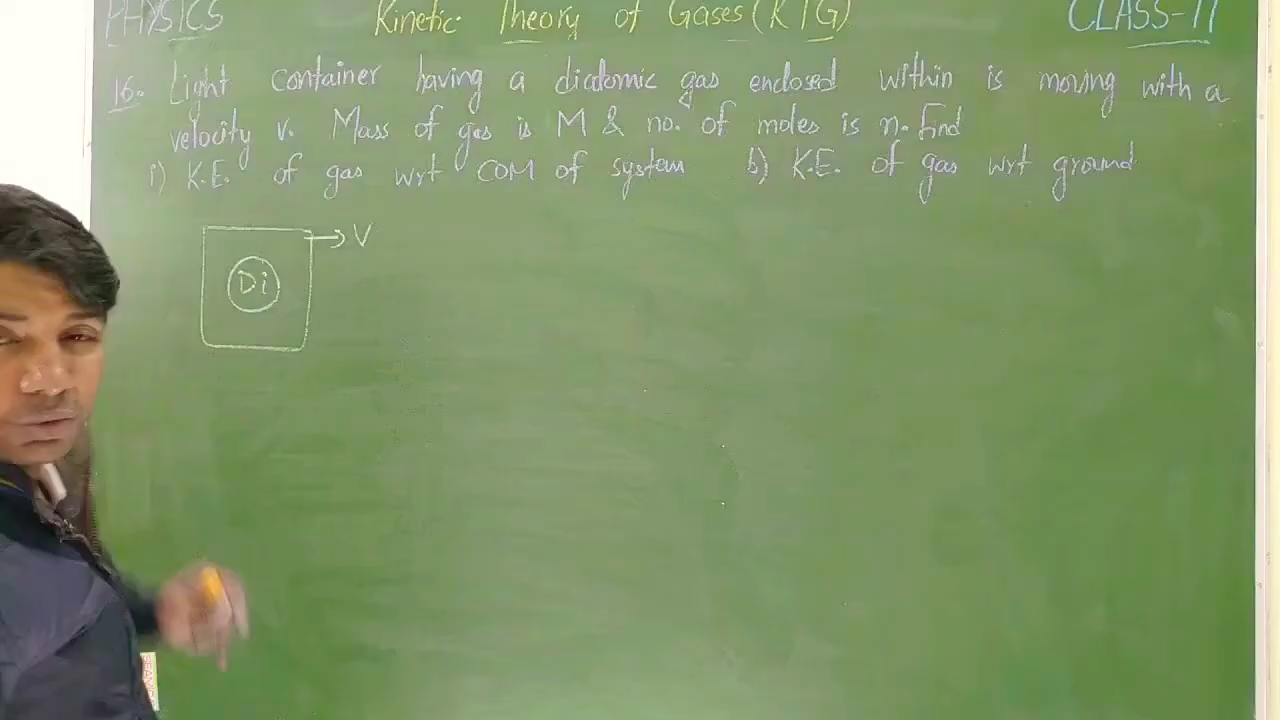 PHYSICS Kinetic Theory of Gases (KTG) CLASS-11
16. Light container having a diatomic gas enclosed within is moving with a
velocity v. Mass of gas is M & no. of moles is n. Find
i) K.E. of gas wrt COM of system b) K.E. of gas wrt ground
→ V
Di